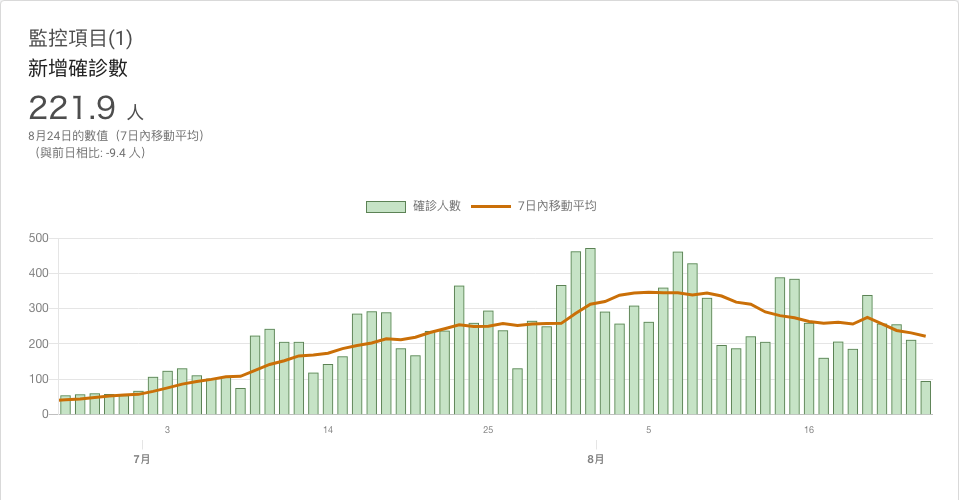 監控項目(1)
新增確診數
221.9 人
8月24日的數值（7日內移動平均）
（與前日相比: -9.4 人）
確診人數 7日內移動平均
500
400
300
200
100
0
3 14 25 5 16
7月 8月